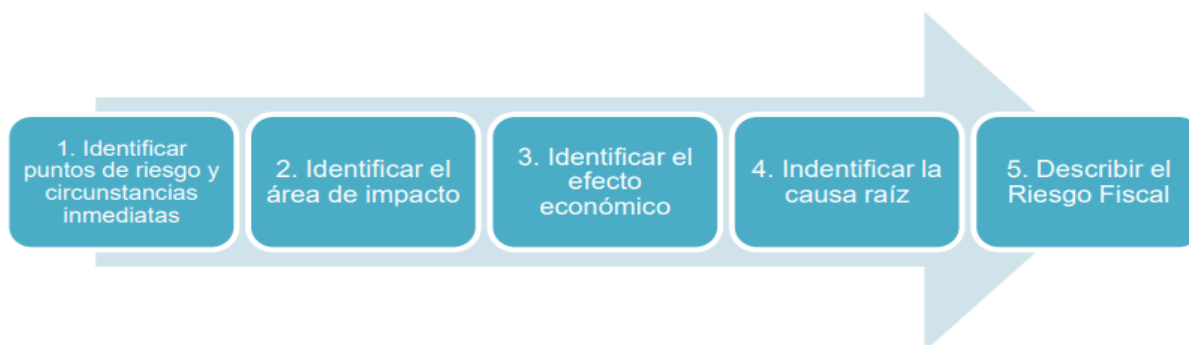 1. Identificar
puntos de riesgo y
circunstancias
inmediatas
2. Identificar el
área de impacto
3. Identificar el
efecto
económico
4. Indentificar la
causa raíz
5. Describir el
Riesgo Fiscal